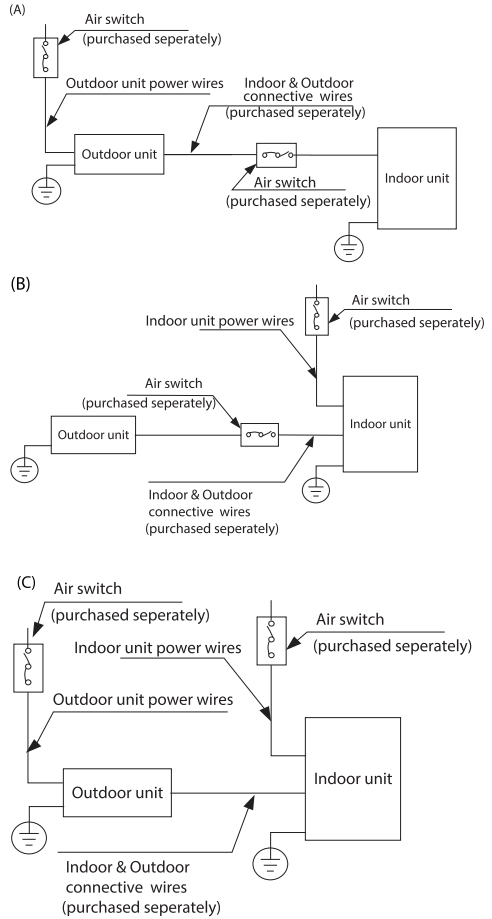 (A)
Air switch
(purchased seperately)
Outdoor unit power wires
Indoor & Outdoor
connective wires
(purchased seperately)
Outdoor unit
Indoor unit
Air switch
(purchased seperately)
(B)
Air switch
(purchased seperately)
Indoor unit power wires
Air switch
(purchased seperately)
Indoor unit
Outdoor unit
Indoor & Outdoor
connective wires
(purchased seperately)
(C)
Air switch
(purchased seperately)
Air switch
(purchased seperately)
Indoor unit power wires
Outdoor unit power wires
Indoor unit
Outdoor unit
Indoor & Outdoor
connective wires
(purchased seperately)